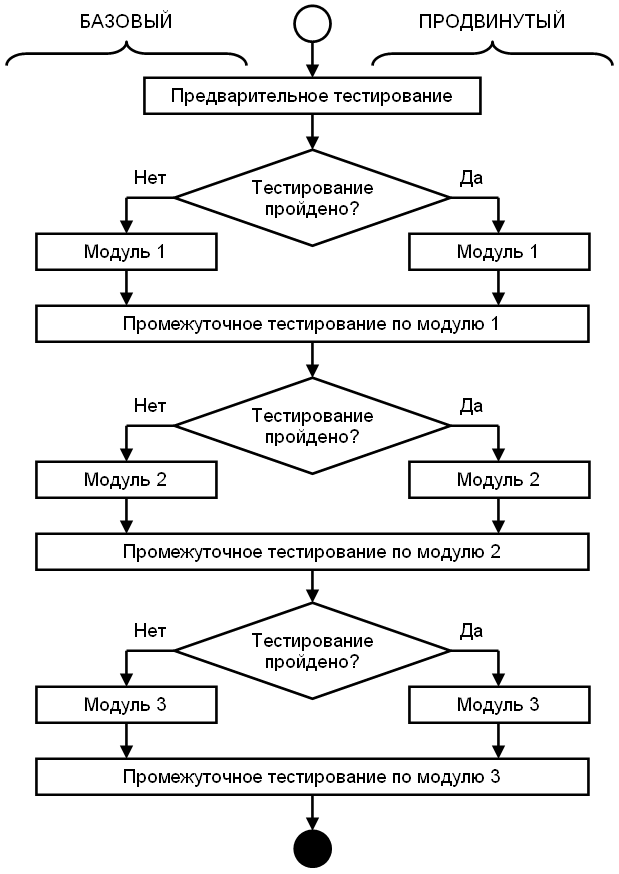 БАЗОВЫЙ
ПРОДВИНУТЫЙ
Предварительное тестирование
Тестирование
пройдено?
Нет
Да
Модуль 1
Модуль 1
Промежуточное тестирование по модулю 1
Тестирование
пройдено?
Нет
Да
Модуль 2
Модуль 2
Промежуточное тестирование по модулю 2
Тестирование
пройдено?
Нет
Да
Модуль 3
Модуль 3
Промежуточное тестирование по модулю 3